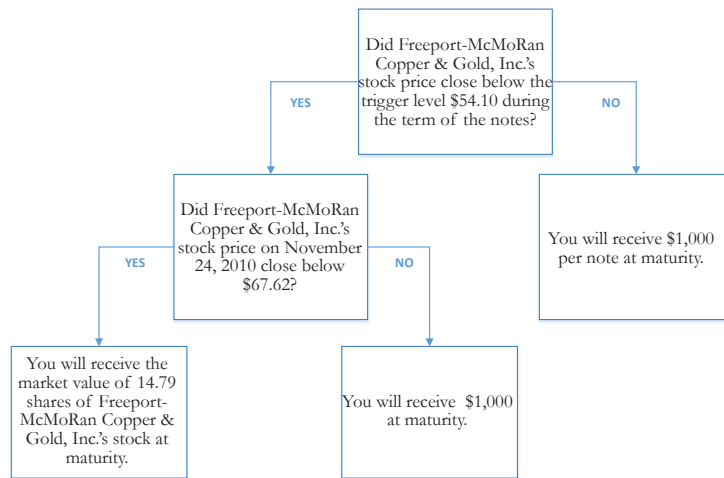 Did Freeport-McMoRan
Copper & Gold, Inc.'s
stock price close below the
trigger level $54.10 during
the term of the notes?
YES
NO
Did Freeport-McMoRan
Copper & Gold, Inc.'s
stock price on November
24, 2010 close below
$67.62?
You will receive $1,000
per note at maturity.
YES
NO
You will receive the
market value of 14.79
shares of Freeport-
McMoRan Copper &
Gold, Inc.'s stock at
maturity.
You will receive $1,000
at maturity.